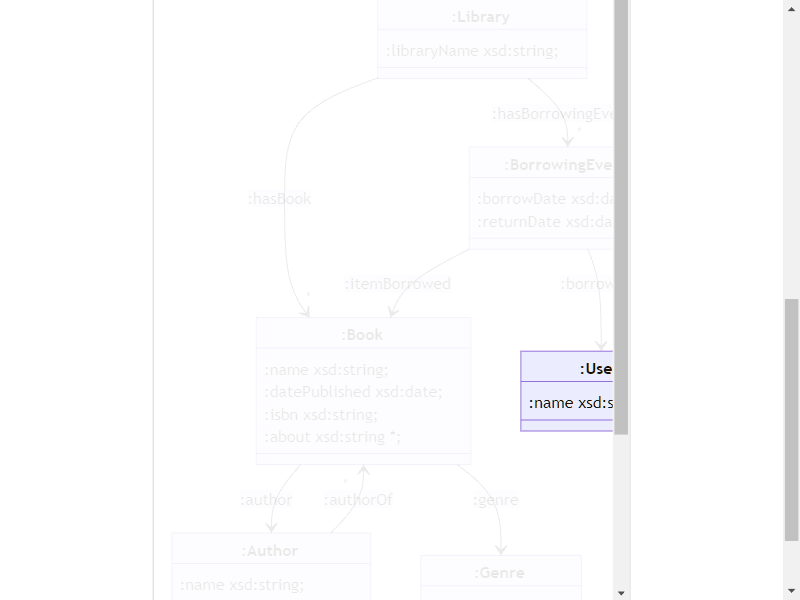 :Library
:libraryName xsd:string;
:hasBorrowingEve
*
:BorrowingEve
:borrowDate xsd:da
:returnDate xsd:da
:hasBook
:itemBorrowed
:borrow
*
:Book
:name xsd:string;
:datePublished xsd:date;
:isbn xsd:string;
:about xsd:string *;
:Use
:name xsd:s
*
:author
:authorOf
:genre
:Author
:name xsd:string;
:Genre